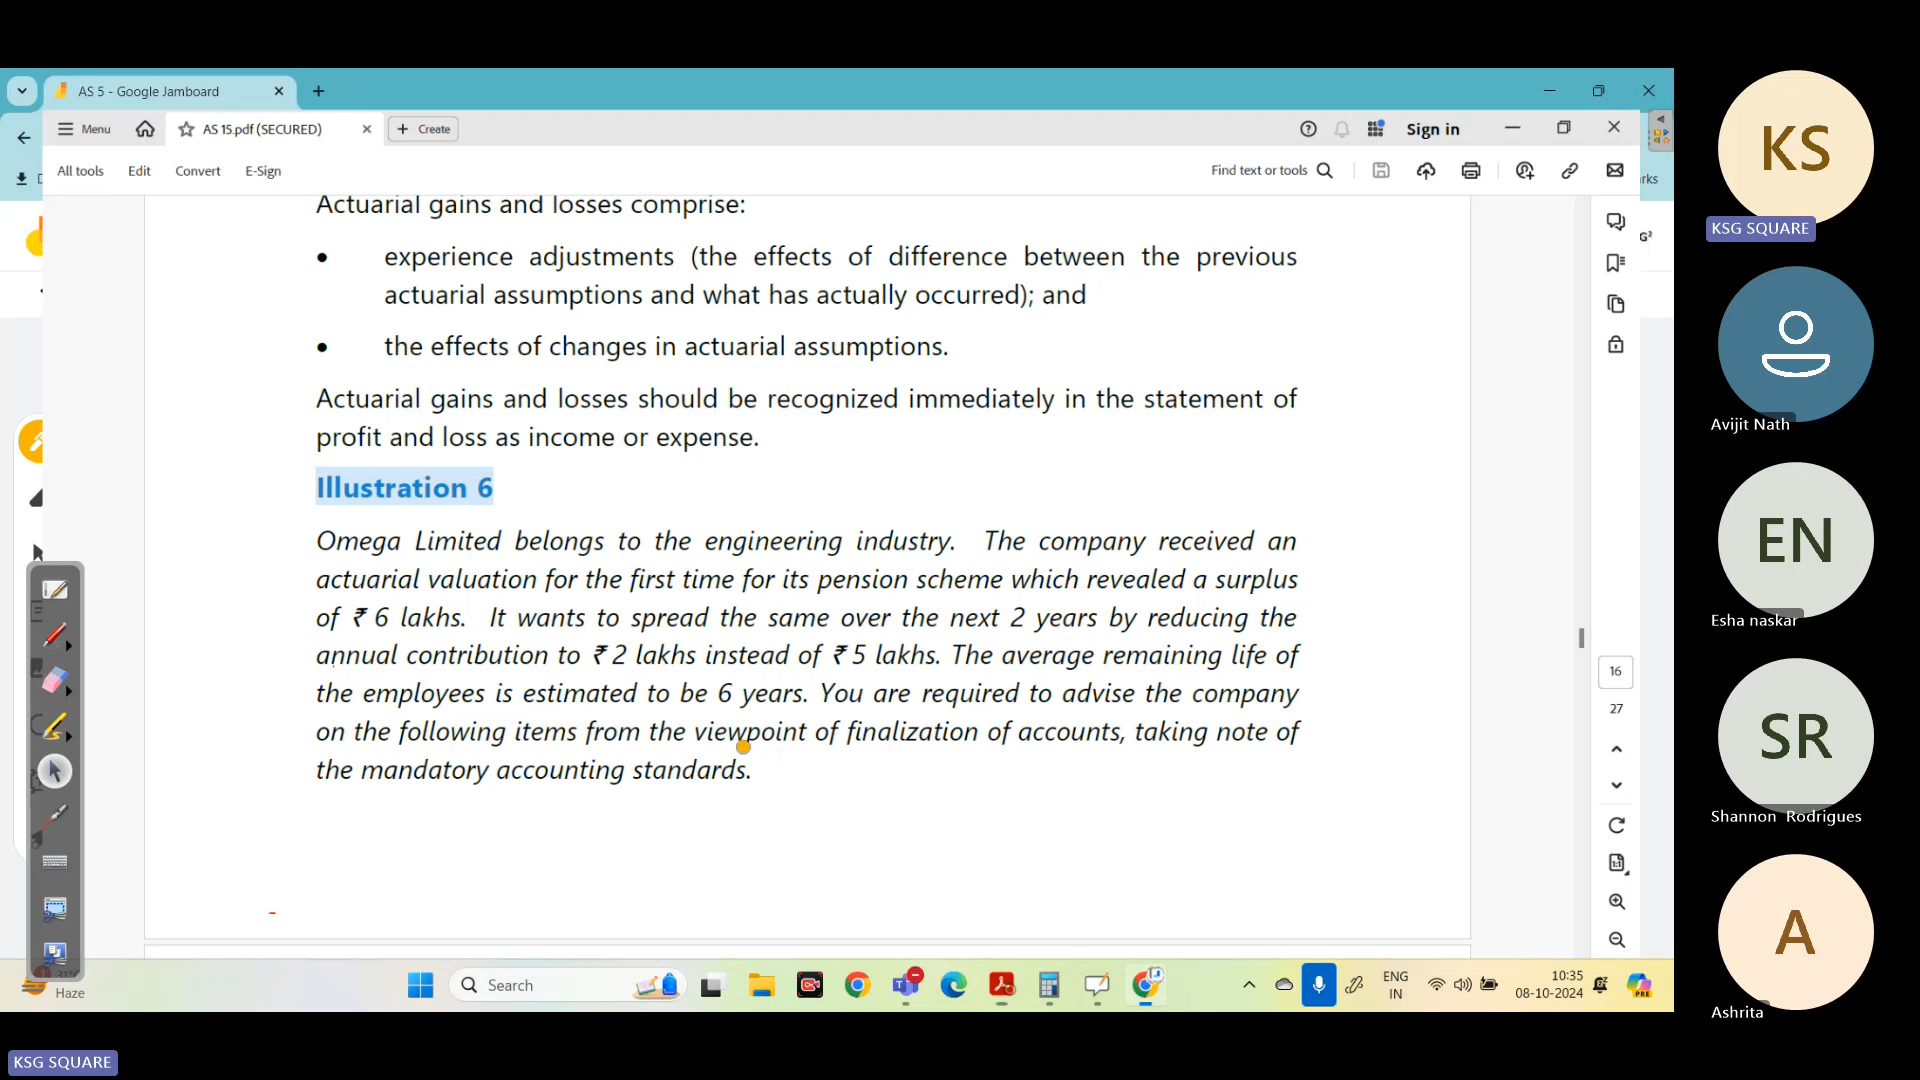 AS 5 - Google Jamboard
Menu
AS 15.pdf (SECURED)
Create
Sign in
All tools
Edit
Convert
E-Sign
Find text or tools
Actuarial gains and losses comprise:
• experience adjustments (the effects of difference between the previous
actuarial assumptions and what has actually occurred); and
• the effects of changes in actuarial assumptions.
Actuarial gains and losses should be recognized immediately in the statement of
profit and loss as income or expense.
Illustration 6
Omega Limited belongs to the engineering industry. The company received an
actuarial valuation for the first time for its pension scheme which revealed a surplus
of ₹ 6 lakhs. It wants to spread the same over the next 2 years by reducing the
annual contribution to ₹ 2 lakhs instead of ₹ 5 lakhs. The average remaining life of
the employees is estimated to be 6 years. You are required to advise the company
on the following items from the viewpoint of finalization of accounts, taking note of
the mandatory accounting standards.
16
27
31°C
Haze
Search
ENG
IN
10:35
08-10-2024
PRE
KS
KSG SQUARE
Avijit Nath
EN
Esha naskar
SR
Shannon Rodrigues
A
Ashrita
KSG SQUARE